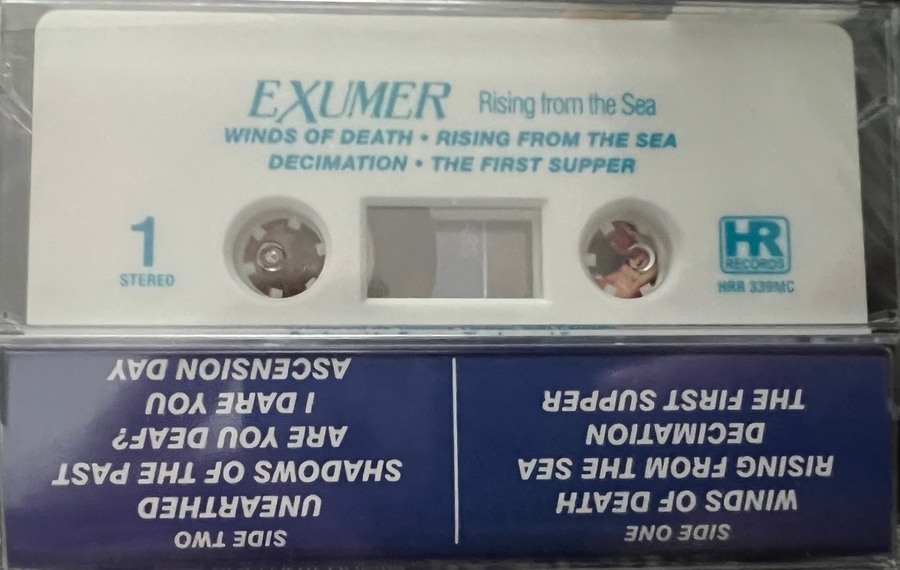 EXUMER Rising from the Sea
WINDS OF DEATH • RISING FROM THE SEA
DECIMATION • THE FIRST SUPPER
1
STEREO
HR
RECORDS
HRR 339MC
SIDE ONE
WINDS OF DEATH
RISING FROM THE SEA
DECIMATION
THE FIRST SUPPER
SIDE TWO
UNEARTHED
SHADOWS OF THE PAST
ARE YOU DEAF?
I DARE YOU
ASCENSION DAY